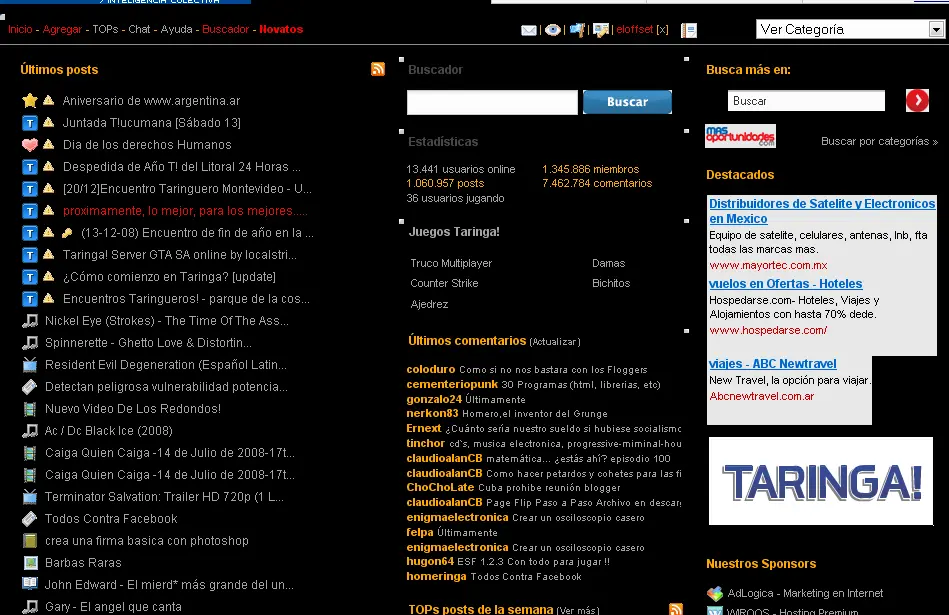 INTELIGENCIA COLECTIVA
Inicio - Agregar - TOPs - Chat - Ayuda - Buscador - Novatos
eloffset [x]
Ver Categoría
Últimos posts
Aniversario de www.argentina.ar
Juntada T!ucumana [Sábado 13]
Dia de los derechos Humanos
Despedida de Año T! del Litoral 24 Horas ...
[20/12]Encuentro Taringuero Montevideo - U...
proximamente, lo mejor, para los mejores.....
(13-12-08) Encuentro de fin de año en la ...
Taringa! Server GTA SA online by localstri...
¿Cómo comienzo en Taringa? [update]
Encuentros Taringueros! - parque de la cos...
Nickel Eye (Strokes) - The Time Of The Ass...
Spinnerette - Ghetto Love & Distortin...
Resident Evil Degeneration (Español Latin...
Detectan peligrosa vulnerabilidad potencia...
Nuevo Video De Los Redondos!
Ac / Dc Black Ice (2008)
Caiga Quien Caiga -14 de Julio de 2008-17t...
Caiga Quien Caiga -14 de Julio de 2008-17t...
Terminator Salvation: Trailer HD 720p (1 L...
Todos Contra Facebook
crea una firma basica con photoshop
Barbas Raras
John Edward - El mierd* más grande del un...
Gary - El angel que canta
Buscador
Buscar
Estadísticas
13.441 usuarios online 1.345.886 miembros
1.060.957 posts 7.462.784 comentarios
36 usuarios jugando
Juegos Taringa!
Truco Multiplayer Damas
Counter Strike Bichitos
Ajedrez
Últimos comentarios (Actualizar)
coloduro Como si no nos bastara con los Floggers
cementeriopunk 30 Programas(html, librerias, etc)
gonzalo24 Últimamente
nerkon83 Homero,el inventor del Grunge
Ernext ¿Cuánto sería nuestro sueldo si hubiese socialismo
tinchor cd's, musica electronica, progressive-miminal-hou
claudioalanCB matemática... ¿estás ahí? episodio 100
claudioalanCB Como hacer petardos y cohetes para las fi
ChoChoLate Cuba prohibe reunión blogger
claudioalanCB Page Flip Paso a Paso Archivo en descarg
enigmaelectronica Crear un osciloscopio casero
felpa Últimamente
enigmaelectronica Crear un osciloscopio casero
hugon64 ESF 1.2.3 Con todo para jugar !!
homeringa Todos Contra Facebook
TOPs posts de la semana (Ver más)
Busca más en:
Buscar
MAS oportunidades .com
Buscar por categorías »
Destacados
Distribuidores de Satelite y Electronicos
en Mexico
Equipo de satelite, celulares, antenas, lnb, fta
todas las marcas mas.
www.mayortec.com.mx
vuelos en Ofertas - Hoteles
Hospedarse.com- Hoteles, Viajes y
Alojamientos con hasta 70% dede.
www.hospedarse.com/
viajes - ABC Newtravel
New Travel, la opción para viajar.
Abcnewtravel.com.ar
TARINGA!
Nuestros Sponsors
AdLogica - Marketing en Internet
WIROOS - Hosting Premium